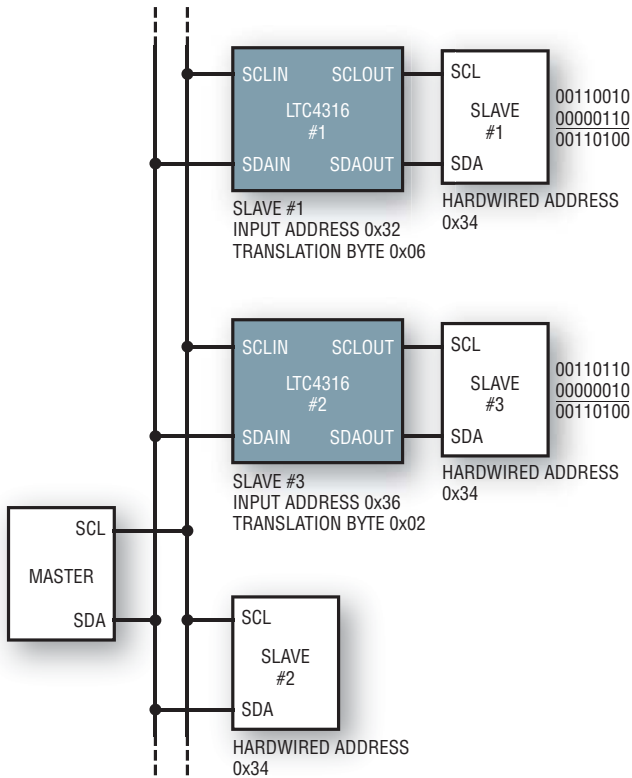 SCLIN SCLOUT
LTC4316
#1
SDAIN SDAOUT
SCL
SLAVE
#1
SDA
00110010
00000110
00110100
SLAVE #1
INPUT ADDRESS 0x32
TRANSLATION BYTE 0x06
HARDWIRED ADDRESS
0x34
SCLIN SCLOUT
LTC4316
#2
SDAIN SDAOUT
SCL
SLAVE
#3
SDA
00110110
00000010
00110100
SLAVE #3
INPUT ADDRESS 0x36
TRANSLATION BYTE 0x02
HARDWIRED ADDRESS
0x34
SCL
MASTER
SDA
SCL
SLAVE
#2
SDA
HARDWIRED ADDRESS
0x34